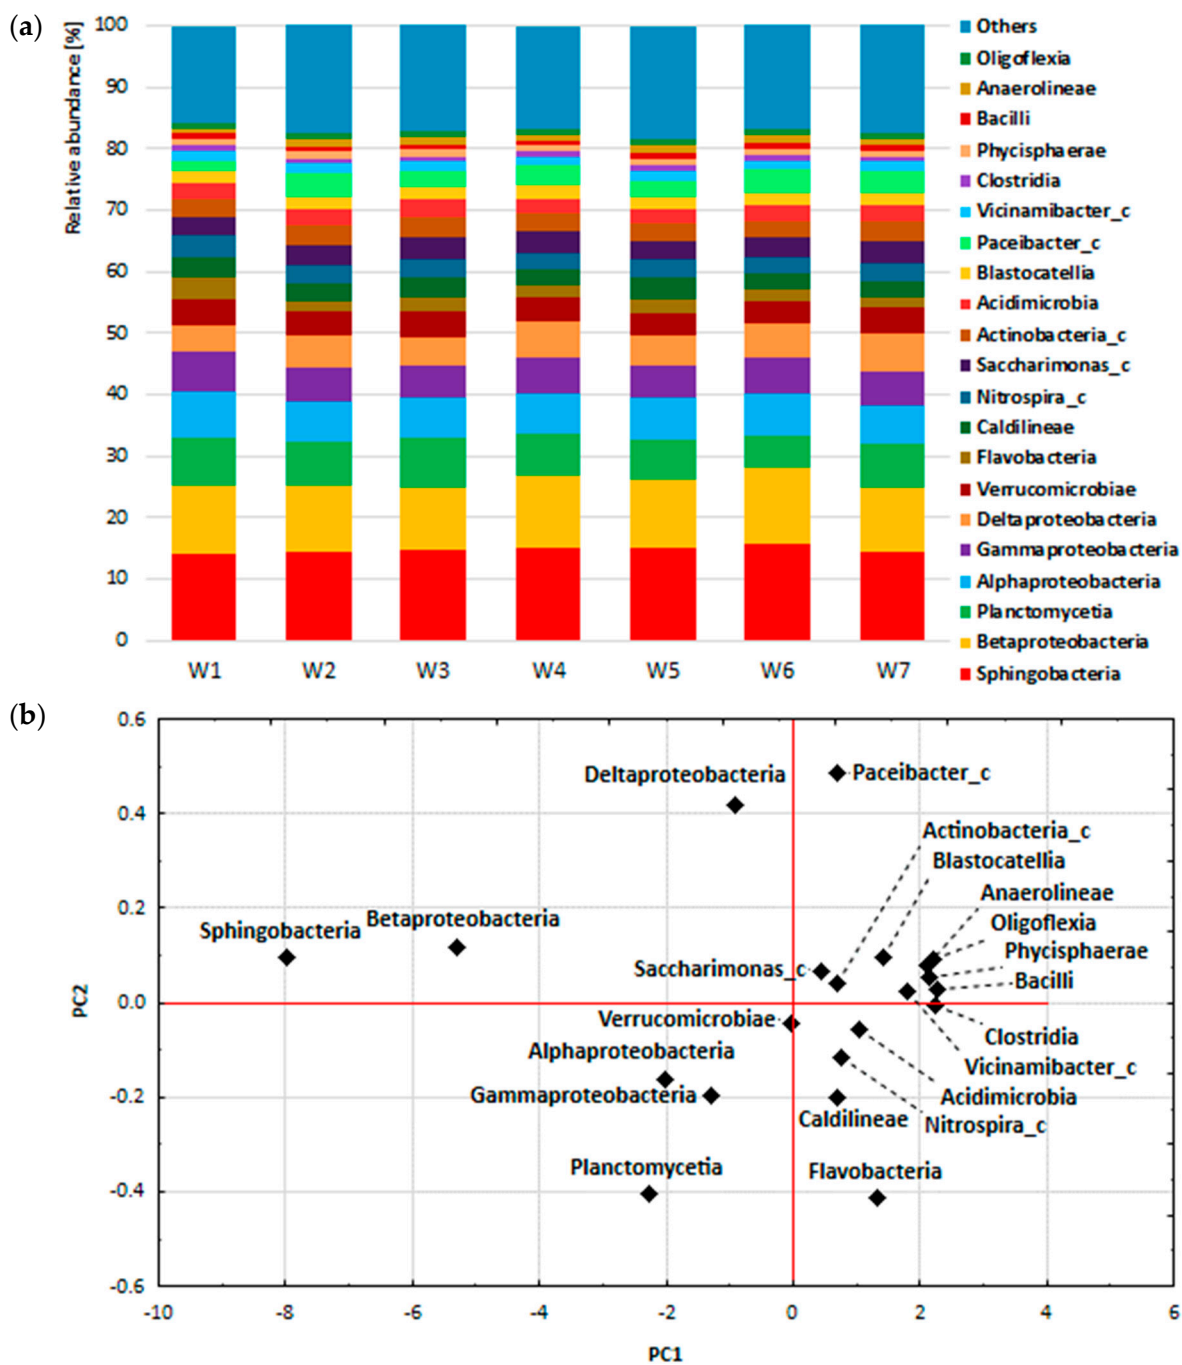 (a)
Relative abundance [%]
100
90
80
70
60
50
40
30
20
10
0
W1 W2 W3 W4 W5 W6 W7
Others
Oligoflexia
Anaerolineae
Bacilli
Phycisphaerae
Clostridia
Vicinamibacter_c
Paceibacter_c
Blastocatellia
Acidimicrobia
Actinobacteria_c
Saccharimonas_c
Nitrospira_c
Caldilineae
Flavobacteria
Verrucomicrobiae
Deltaproteobacteria
Gammaproteobacteria
Alphaproteobacteria
Planctomycetia
Betaproteobacteria
Sphingobacteria
(b)
PC2
0.6
0.4
0.2
0.0
-0.2
-0.4
-0.6
Deltaproteobacteria
Paceibacter_c
Actinobacteria_c
Blastocatellia
Anaerolineae
Oligoflexia
Phycisphaerae
Bacilli
Betaproteobacteria
Sphingobacteria
Saccharimonas_c
Verrucomicrobiae
Clostridia
Alphaproteobacteria
Vicinamibacter_c
Gammaproteobacteria
Acidimicrobia
Caldilineae
Nitrospira_c
Planctomycetia
Flavobacteria
-10 -8 -6 -4 -2 0 2 4 6
PC1